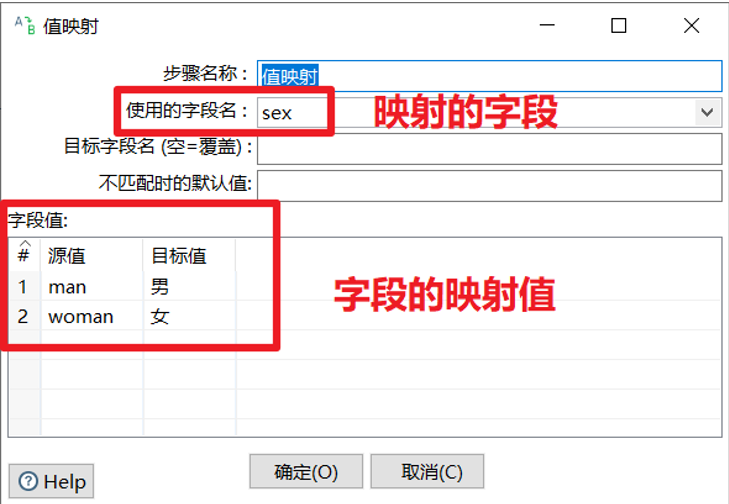 值映射
步骤名称： 值映射
使用的字段名： sex 映射的字段
目标字段名 (空=覆盖)：
不匹配时的默认值:
字段值:
# 源值 目标值
1 man 男
2 woman 女
字段的映射值
Help 确定(O) 取消(C)